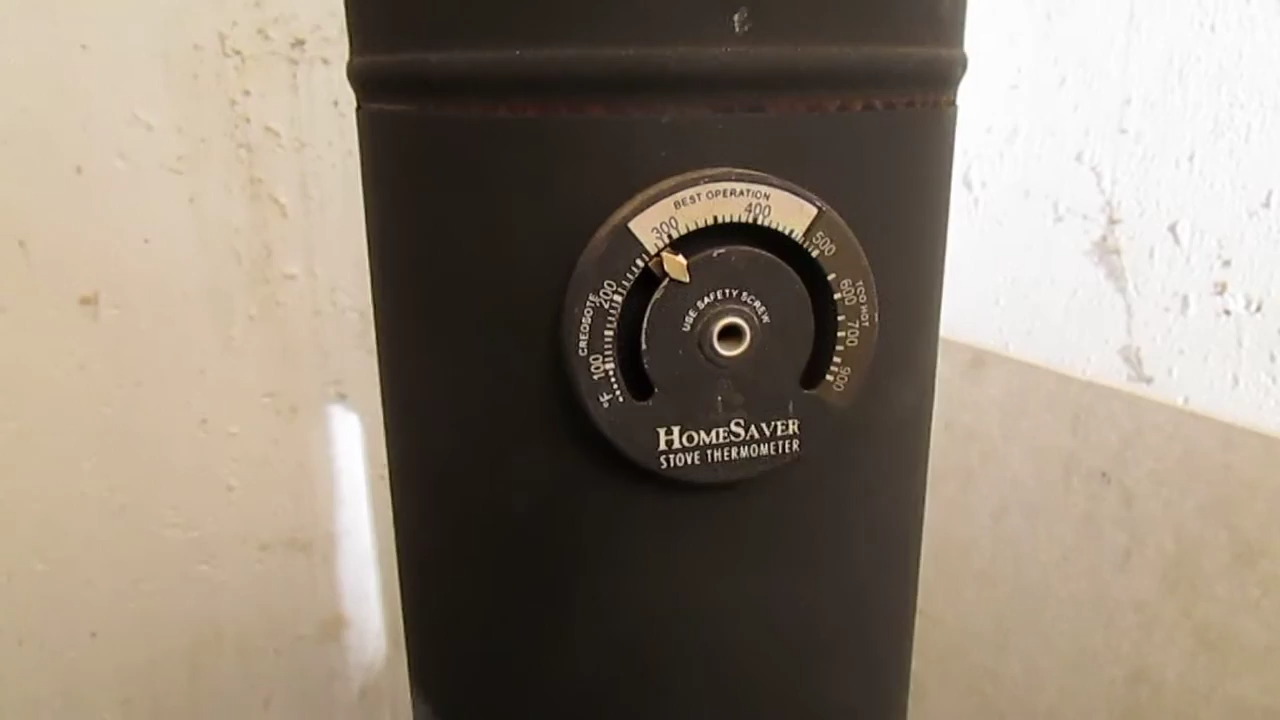 BEST OPERATION
300
400
500
200
600
CREOSOTE
TOO HOT
700
100
900
°F
USE SAFETY SCREW
HOMESAVER
STOVE THERMOMETER